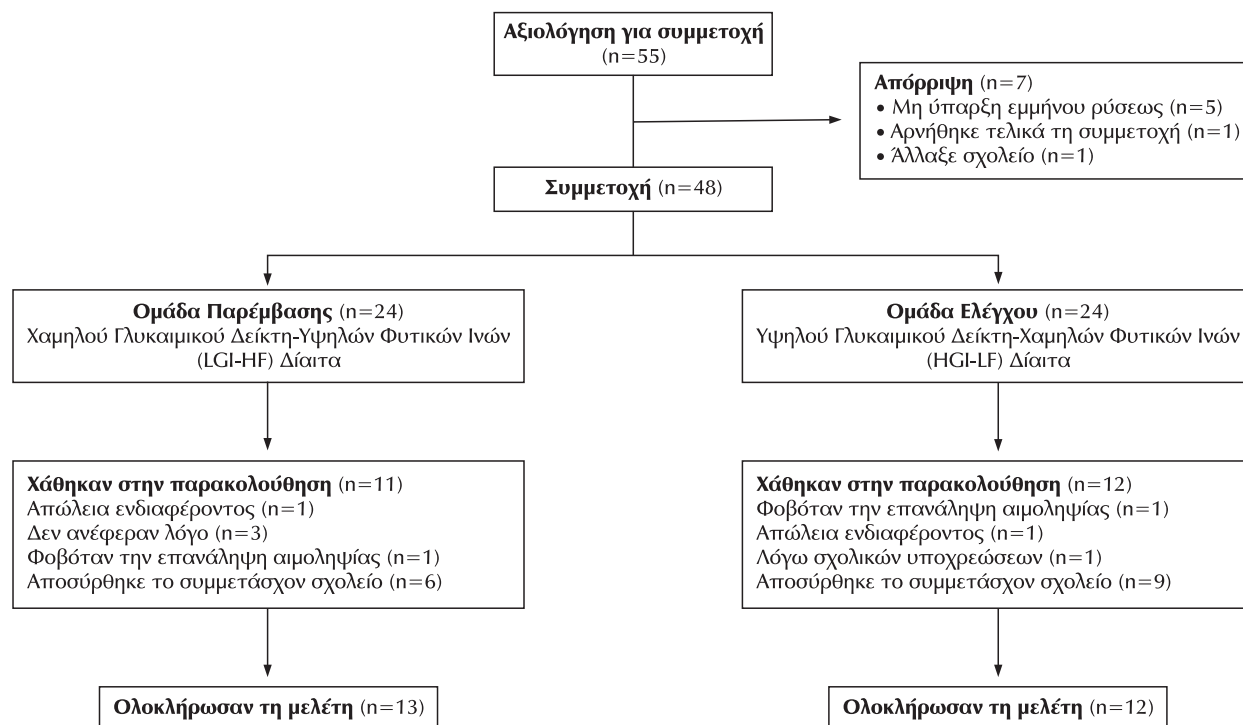 Αξιολόγηση για συμμετοχή
(n=55)
Απόρριψη (n=7)
• Μη ύπαρξη εμμήνου ρύσεως (n=5)
• Αρνήθηκε τελικά τη συμμετοχή (n=1)
• Άλλαξε σχολείο (n=1)
Συμμετοχή (n=48)
Ομάδα Παρέμβασης (n=24)
Χαμηλού Γλυκαιμικού Δείκτη-Υψηλών Φυτικών Ινών
(LGI-HF) Δίαιτα
Ομάδα Ελέγχου (n=24)
Υψηλού Γλυκαιμικού Δείκτη-Χαμηλών Φυτικών Ινών
(HGI-LF) Δίαιτα
Χάθηκαν στην παρακολούθηση (n=11)
Απώλεια ενδιαφέροντος (n=1)
Δεν ανέφεραν λόγο (n=3)
Φοβόταν την επανάληψη αιμοληψίας (n=1)
Αποσύρθηκε το συμμετάσχον σχολείο (n=6)
Χάθηκαν στην παρακολούθηση (n=12)
Φοβόταν την επανάληψη αιμοληψίας (n=1)
Απώλεια ενδιαφέροντος (n=1)
Λόγω σχολικών υποχρεώσεων (n=1)
Αποσύρθηκε το συμμετάσχον σχολείο (n=9)
Ολοκλήρωσαν τη μελέτη (n=13)
Ολοκλήρωσαν τη μελέτη (n=12)